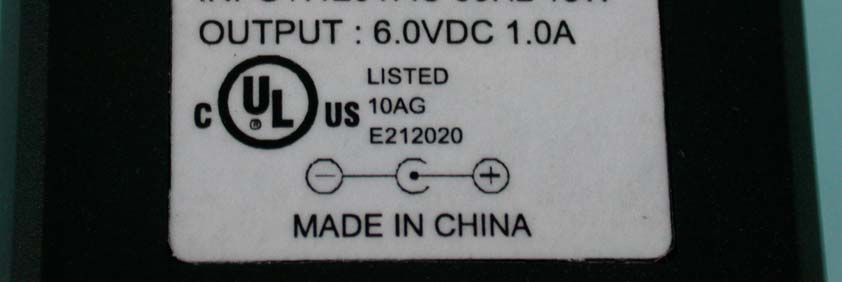 OUTPUT : 6.0VDC 1.0A
C UL ® US LISTED
10AG
E212020
MADE IN CHINA